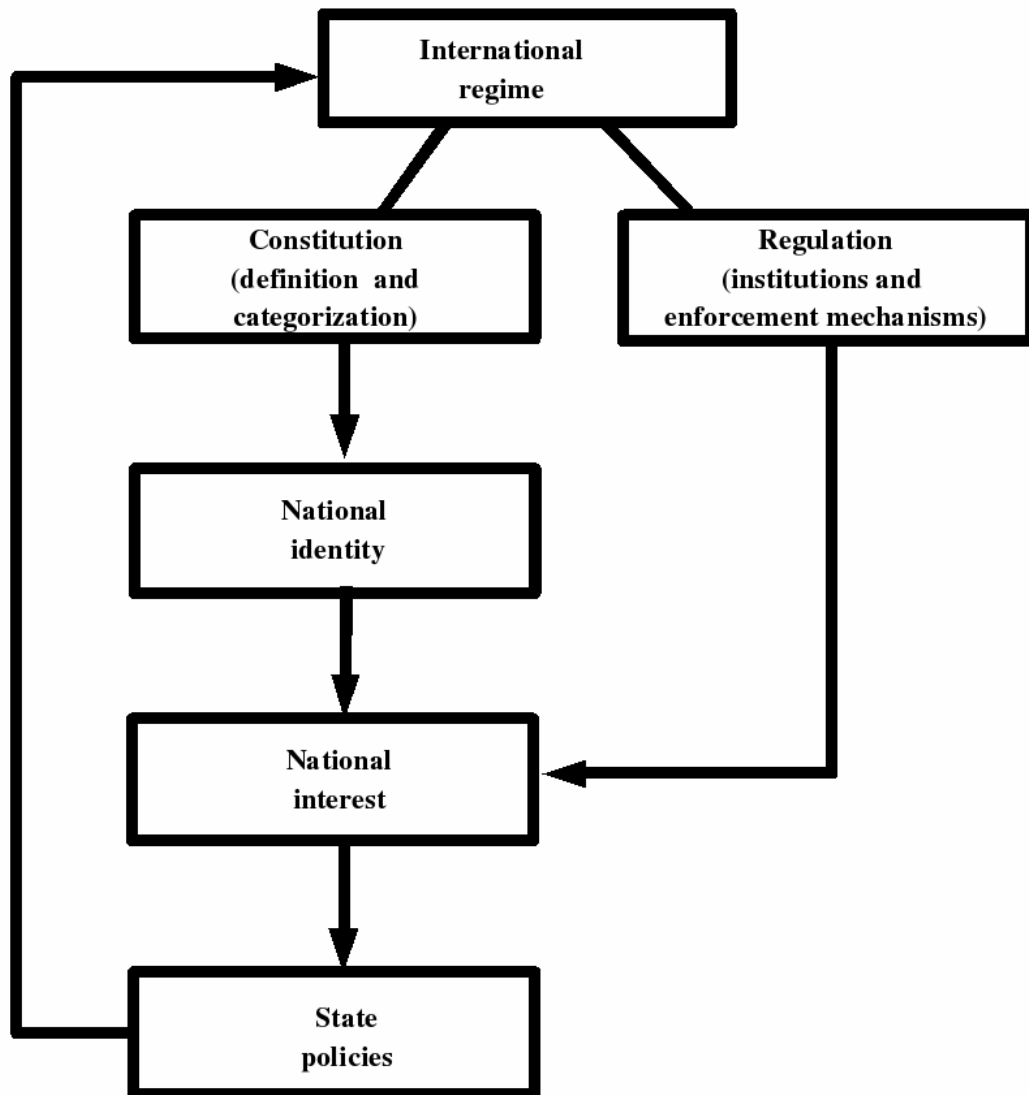 International
regime
Constitution
(definition and
categorization)
Regulation
(institutions and
enforcement mechanisms)
National
identity
National
interest
State
policies